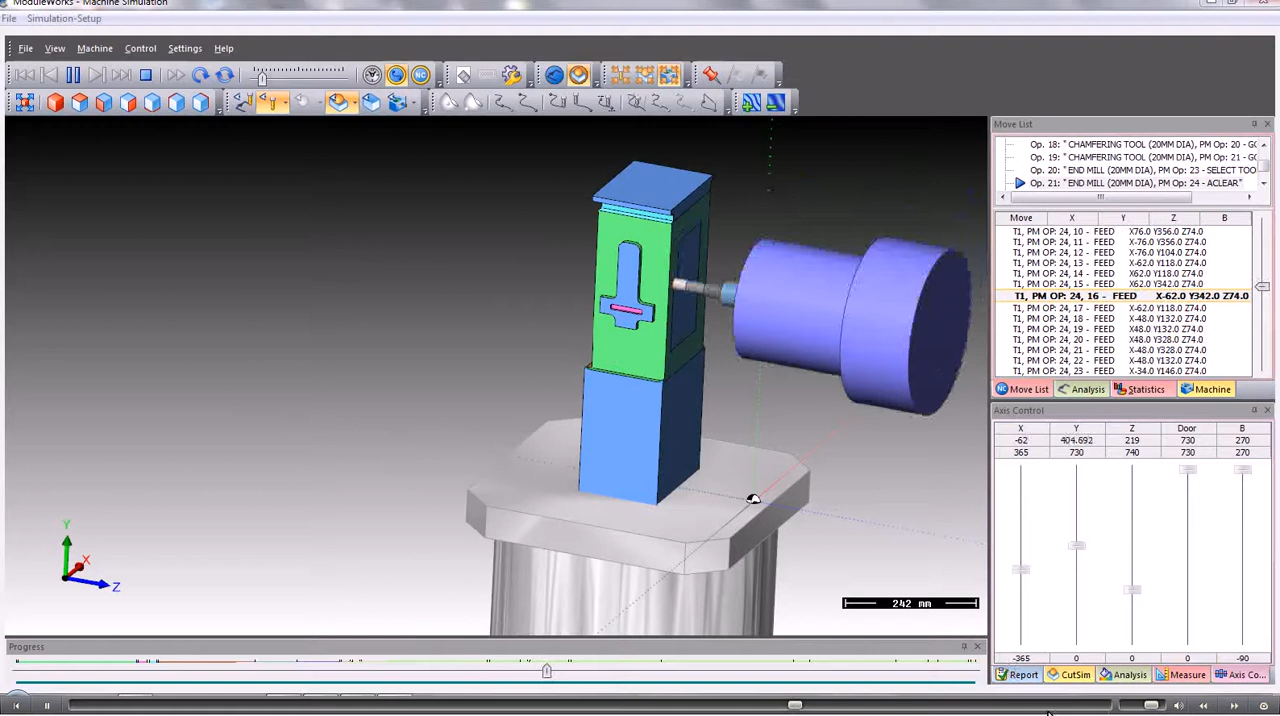 ModuleWorks - Machine Simulation
File Simulation-Setup
File View Machine Control Settings Help
NC
Move List
Op. 18: " CHAMFERING TOOL (20MM DIA), PM Op: 20 - GO
Op. 19: " CHAMFERING TOOL (20MM DIA), PM Op: 21 - GO
Op. 20: " END MILL (20MM DIA), PM Op: 23 - SELECT TOO
Op. 21: "END MILL (20MM DIA), PM Op: 24 - ACLEAR"
Move X Y Z B
T1, PM OP: 24, 10 - FEED X76.0 Y356.0 Z74.0
T1, PM OP: 24, 11 - FEED X-76.0 Y356.0 Z74.0
T1, PM OP: 24, 12 - FEED X-76.0 Y104.0 Z74.0
T1, PM OP: 24, 13 - FEED X-62.0 Y118.0 Z74.0
T1, PM OP: 24, 14 - FEED X62.0 Y118.0 Z74.0
T1, PM OP: 24, 15 - FEED X62.0 Y342.0 Z74.0
T1, PM OP: 24, 16 - FEED X-62.0 Y342.0 Z74.0
T1, PM OP: 24, 17 - FEED X-62.0 Y118.0 Z74.0
T1, PM OP: 24, 18 - FEED X-48.0 Y132.0 Z74.0
T1, PM OP: 24, 19 - FEED X48.0 Y132.0 Z74.0
T1, PM OP: 24, 20 - FEED X48.0 Y328.0 Z74.0
T1, PM OP: 24, 21 - FEED X-48.0 Y328.0 Z74.0
T1, PM OP: 24, 22 - FEED X-48.0 Y132.0 Z74.0
T1, PM OP: 24, 23 - FEED X-34.0 Y146.0 Z74.0
NC Move List Analysis Statistics Machine
Axis Control
X Y Z Door B
-62 404.692 219 730 270
365 730 740 730 270
-365 0 0 0 -90
Y
X
Z
242 mm
Progress
Report CutSim Analysis Measure Axis Co...